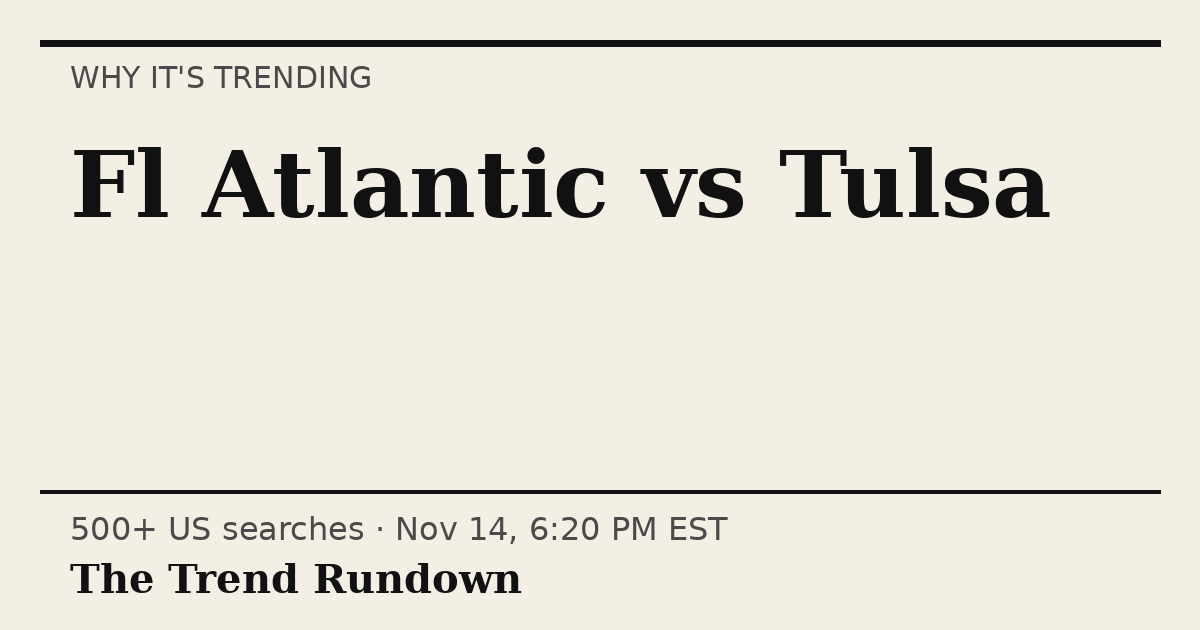 WHY IT'S TRENDING
Fl Atlantic vs Tulsa
500+ US searches · Nov 14, 6:20 PM EST
The Trend Rundown